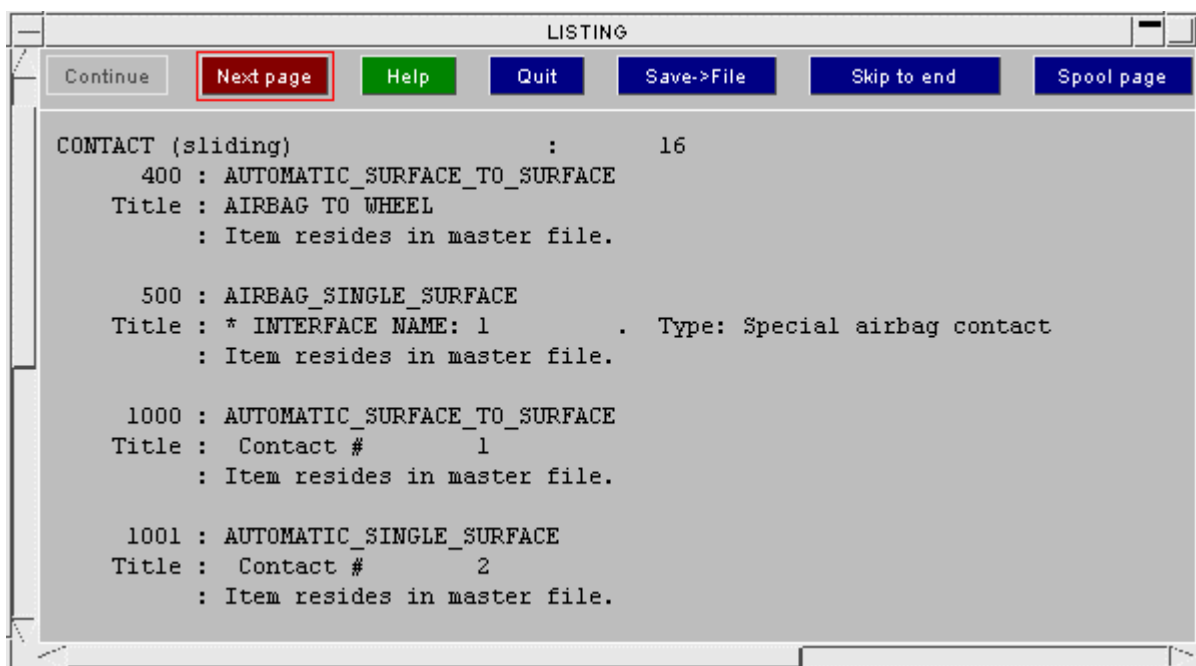 LISTING
Continue Next page Help Quit Save->File Skip to end Spool page
CONTACT (sliding) : 16
400 : AUTOMATIC_SURFACE_TO_SURFACE
Title : AIRBAG TO WHEEL
: Item resides in master file.
500 : AIRBAG_SINGLE_SURFACE
Title : * INTERFACE NAME: 1 . Type: Special airbag contact
: Item resides in master file.
1000 : AUTOMATIC_SURFACE_TO_SURFACE
Title : Contact # 1
: Item resides in master file.
1001 : AUTOMATIC_SINGLE_SURFACE
Title : Contact # 2
: Item resides in master file.